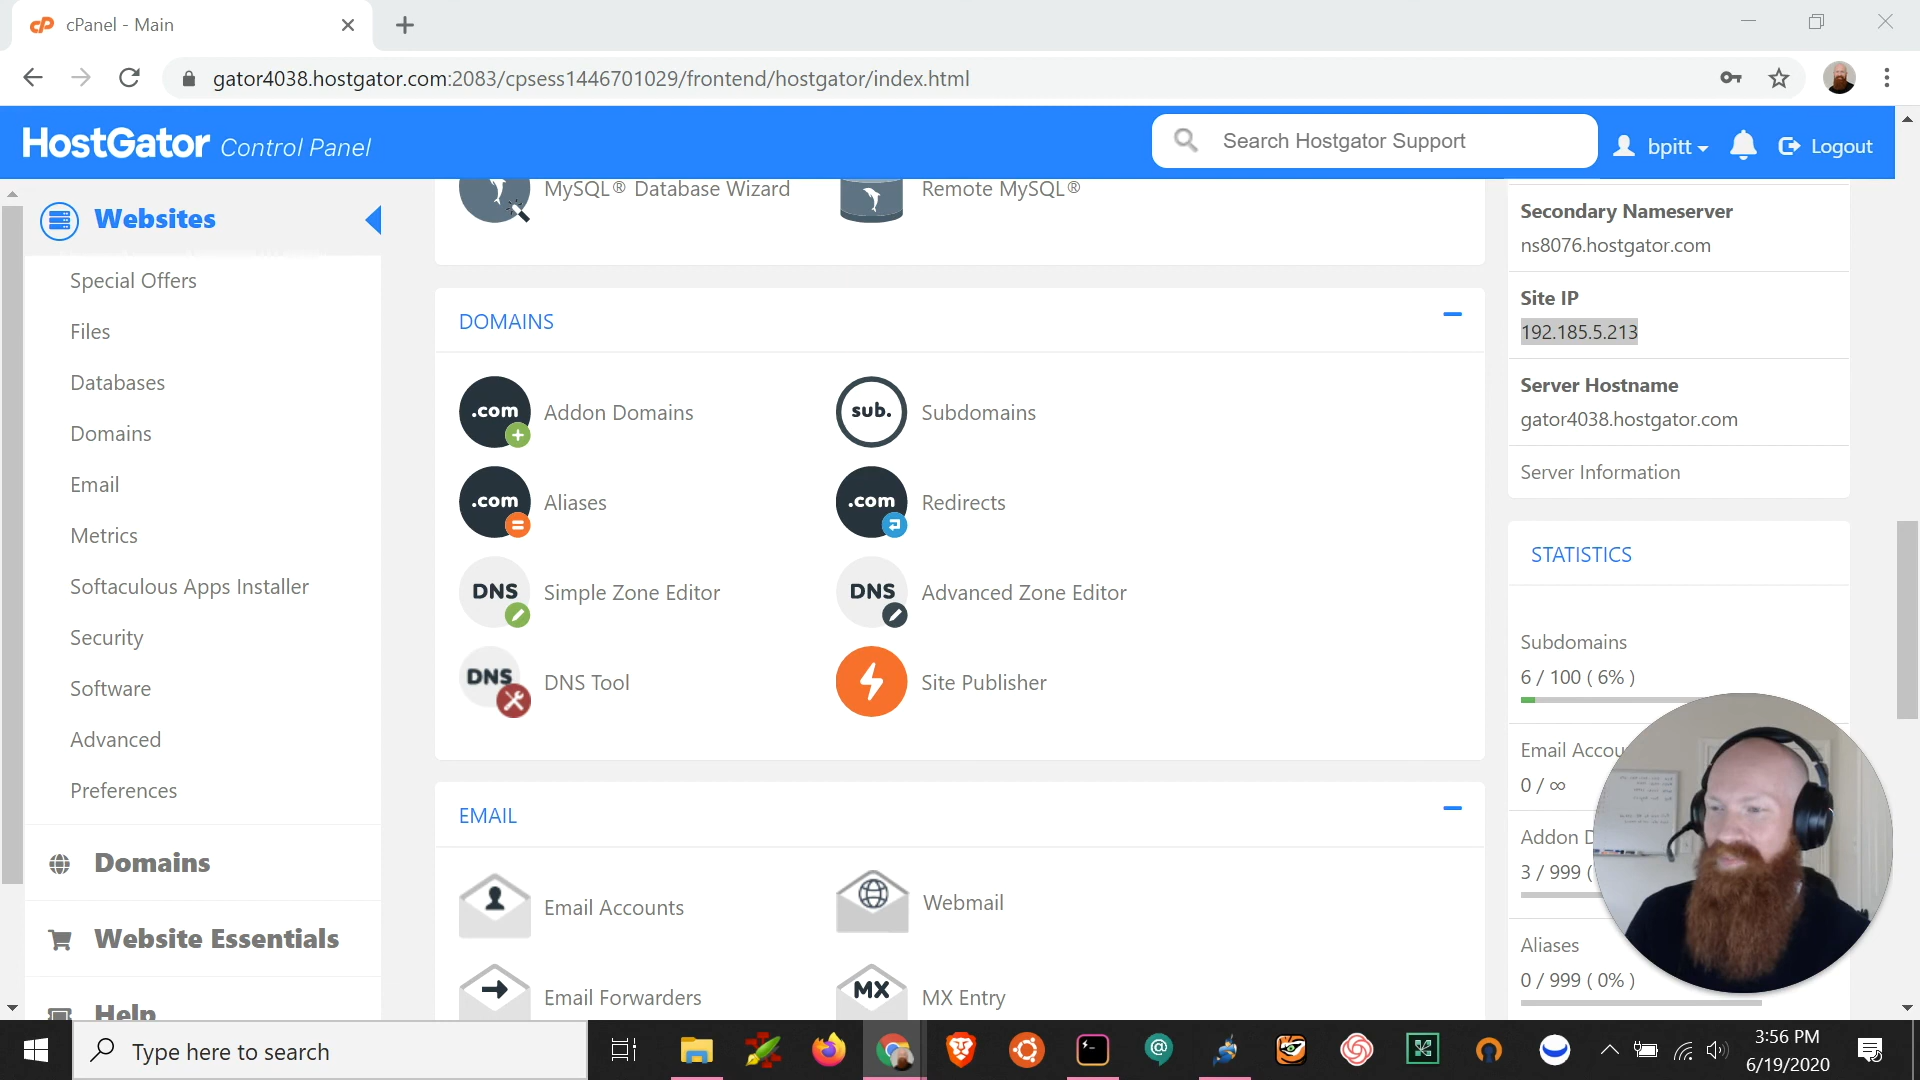 cPanel - Main
gator4038.hostgator.com:2083/cpsess1446701029/frontend/hostgator/index.html
HostGator Control Panel
Search Hostgator Support
bpitt
Logout
Websites
Special Offers
Files
Databases
Domains
Email
Metrics
Softaculous Apps Installer
Security
Software
Advanced
Preferences
Domains
Website Essentials
Help
MySQL® Database Wizard
Remote MySQL®
DOMAINS
.com Addon Domains
sub. Subdomains
.com Aliases
.com Redirects
DNS Simple Zone Editor
DNS Advanced Zone Editor
DNS DNS Tool
Site Publisher
EMAIL
Email Accounts
Webmail
Email Forwarders
MX MX Entry
Secondary Nameserver
ns8076.hostgator.com
Site IP
192.185.5.213
Server Hostname
gator4038.hostgator.com
Server Information
STATISTICS
Subdomains
6 / 100 ( 6% )
Email Accou
0 / ∞
Addon D
3 / 999 (
Aliases
0 / 999 ( 0% )
Type here to search
3:56 PM
6/19/2020